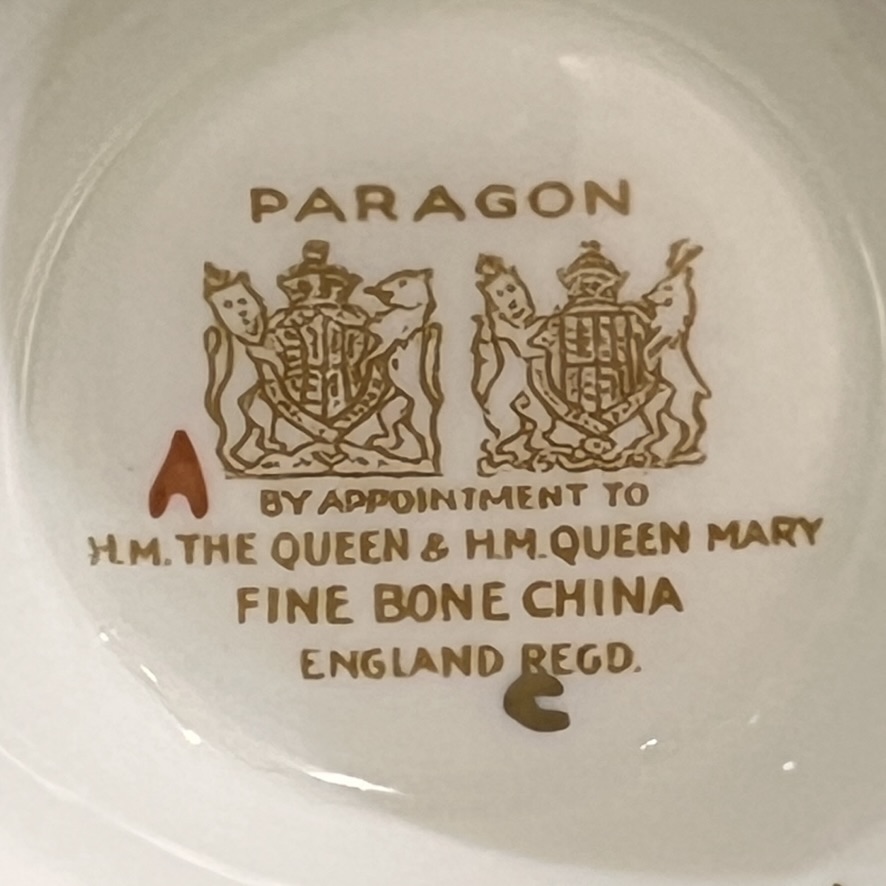 PARAGON
A
BY APPOINTMENT TO
H.M. THE QUEEN & H.M. QUEEN MARY
FINE BONE CHINA
ENGLAND REGD.
C